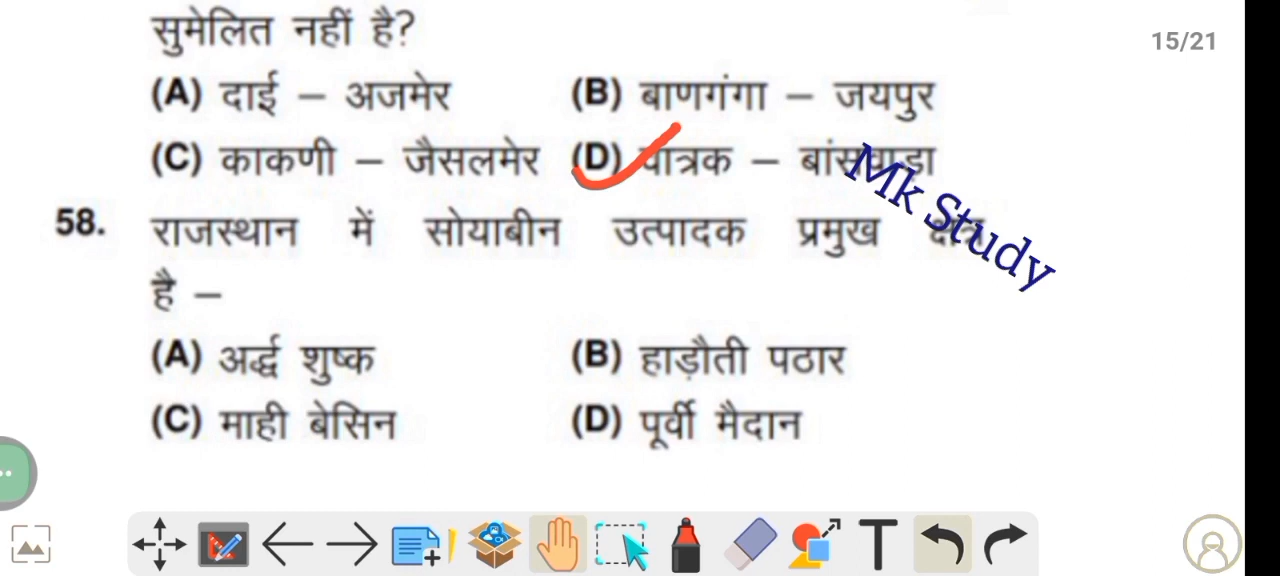 सुमेलित नहीं है?
15/21
(A) दाई – अजमेर (B) बाणगंगा – जयपुर
(C) काकणी – जैसलमेर (D) वात्रक – बांसवाड़ा
Mk Study
58. राजस्थान में सोयाबीन उत्पादक प्रमुख क्षेत्र
है –
(A) अर्द्ध शुष्क (B) हाड़ौती पठार
(C) माही बेसिन (D) पूर्वी मैदान
T